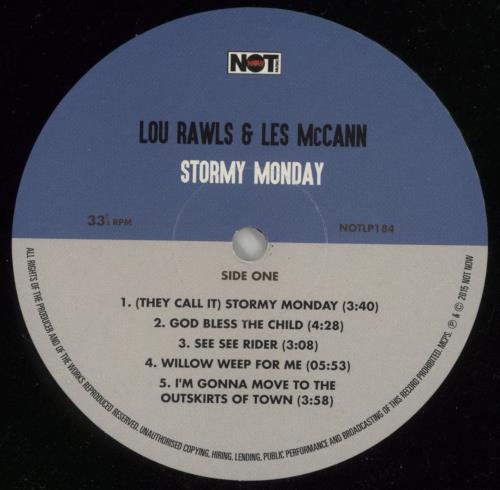 NOT
NOW
LOU RAWLS & LES McCANN
STORMY MONDAY
33⅓ RPM
NOTLP184
SIDE ONE
1. (THEY CALL IT) STORMY MONDAY (3:40)
2. GOD BLESS THE CHILD (4:28)
3. SEE SEE RIDER (3:08)
4. WILLOW WEEP FOR ME (05:53)
5. I'M GONNA MOVE TO THE
OUTSKIRTS OF TOWN (3:58)
ALL RIGHTS OF THE PRODUCER AND OF THE WORKS REPRODUCED RESERVED. UNAUTHORISED COPYING, HIRING, LENDING, PUBLIC PERFORMANCE AND BROADCASTING OF THIS RECORD PROHIBITED. MCPS. ℗ & © 2015 NOT NOW